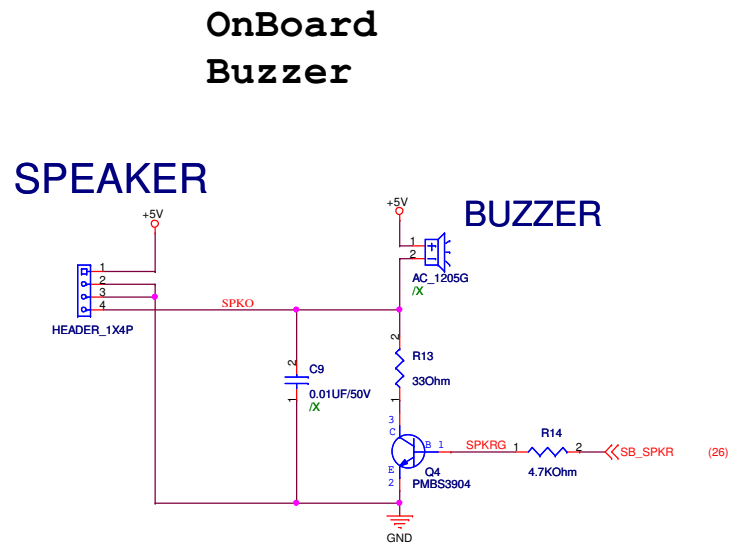 OnBoard
Buzzer
SPEAKER
BUZZER
+5V
+5V
1
2
3
4
HEADER_1X4P
1
2
AC_1205G
/X
SPKO
2
C9
0.01UF/50V
/X
1
2
R13
33Ohm
1
3
C
B 1
E
2
Q4
PMBS3904
SPKRG
1
R14
2
4.7KOhm
SB_SPKR (26)
GND